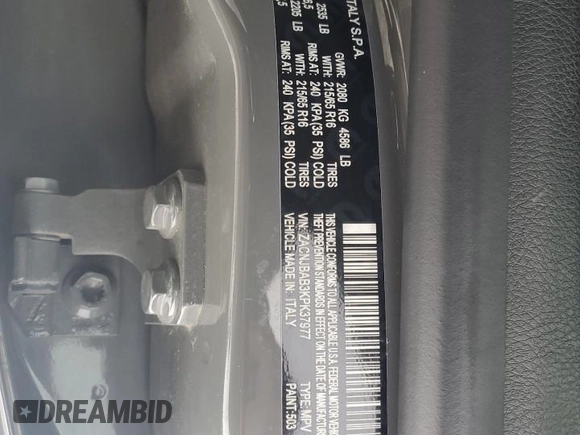 ITALY S.P.A.
GVWR: 2080 KG 4586 LB
WITH: 215/65 R16 TIRES
RIMS AT: 240 KPA(35 PSI) COLD
2535 LB
WITH: 215/65 R16 TIRES
RIMS AT: 240 KPA(35 PSI) COLD
2205 LB
THIS VEHICLE CONFORMS TO ALL APPLICABLE U.S.A. FEDERAL MOTOR VEHIC
THEFT PREVENTION STANDARDS IN EFFECT ON THE DATE OF MANUFACTUR
VIN: ZACNJBAB3KPK37977 TYPE: MPV
VEHICLE MADE IN: ITALY PAINT:503
DREAMBID